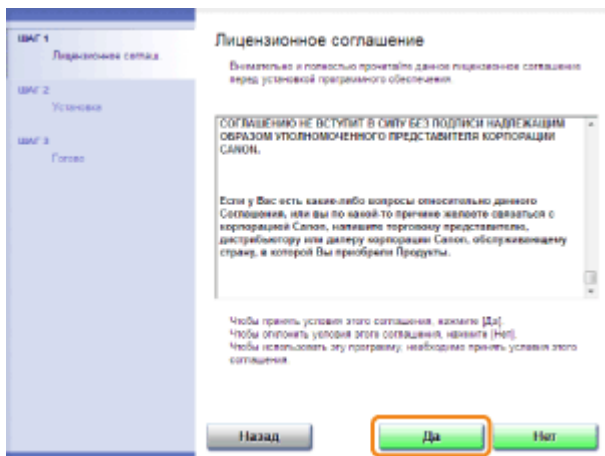 ШАГ 1
Лицензионное соглаш.
ШАГ 2
Установка
ШАГ 3
Готово
Лицензионное соглашение
Внимательно и полностью прочитайте данное лицензионное соглашение
перед установкой программного обеспечения.
СОГЛАШЕНИЮ НЕ ВСТУПИТ В СИЛУ БЕЗ ПОДПИСИ НАДЛЕЖАЩИМ
ОБРАЗОМ УПОЛНОМОЧЕННОГО ПРЕДСТАВИТЕЛЯ КОРПОРАЦИИ
CANON.
Если у Вас есть какие-либо вопросы относительно данного
Соглашения, или вы по какой-то причине желаете связаться с
корпорацией Canon, напишите торговому представителю,
дистрибьютору или дилеру корпорации Canon, обслуживающему
страну, в которой Вы приобрели Продукты.
Чтобы принять условия этого соглашения, нажмите [Да].
Чтобы отклонить условия этого соглашения, нажмите [Нет].
Чтобы использовать эту программу, необходимо принять условия этого
соглашения.
Назад
Да
Нет